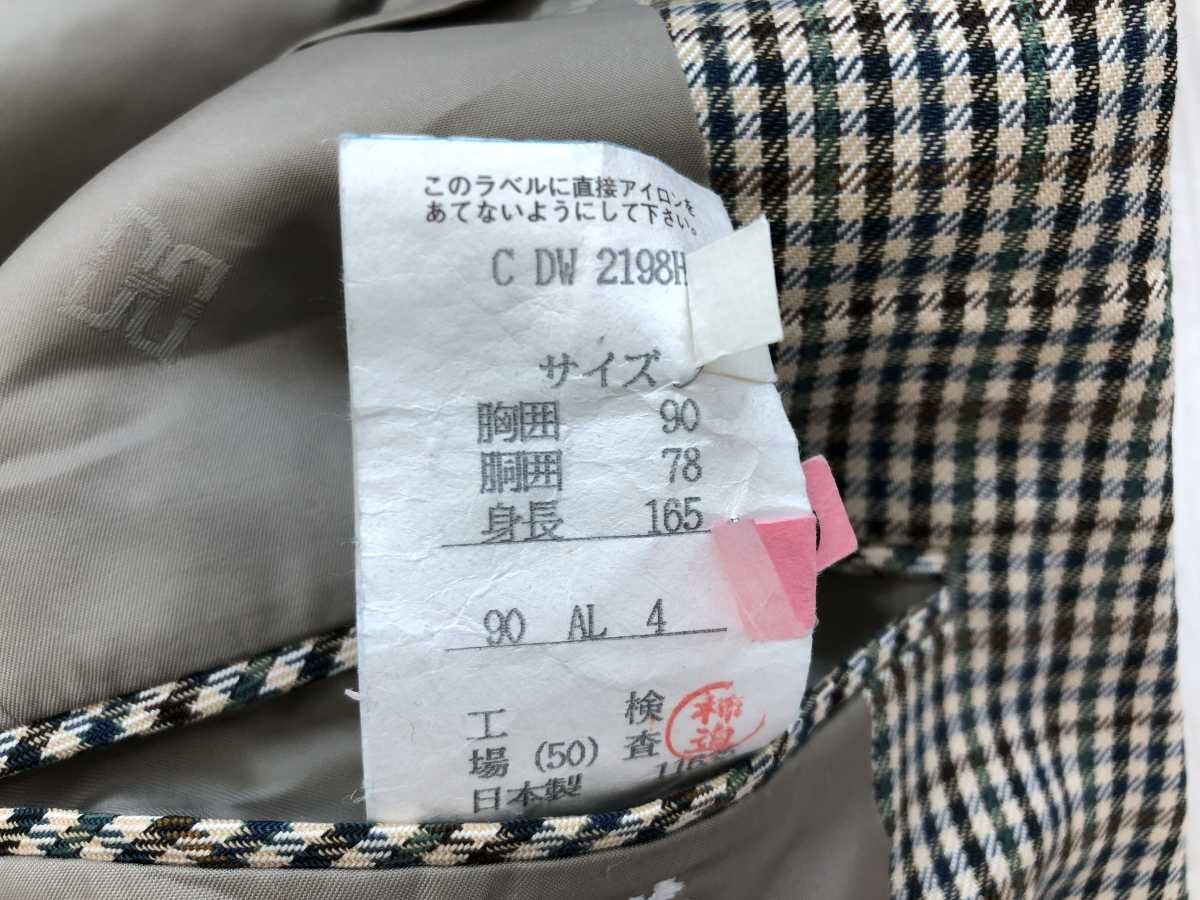 このラベルに直接アイロンを
あてないようにして下さい。
C DW 2198H
サイズ
胸囲 90
胴囲 78
身長 165
90 AL 4
工場 (50) 検査
日本製